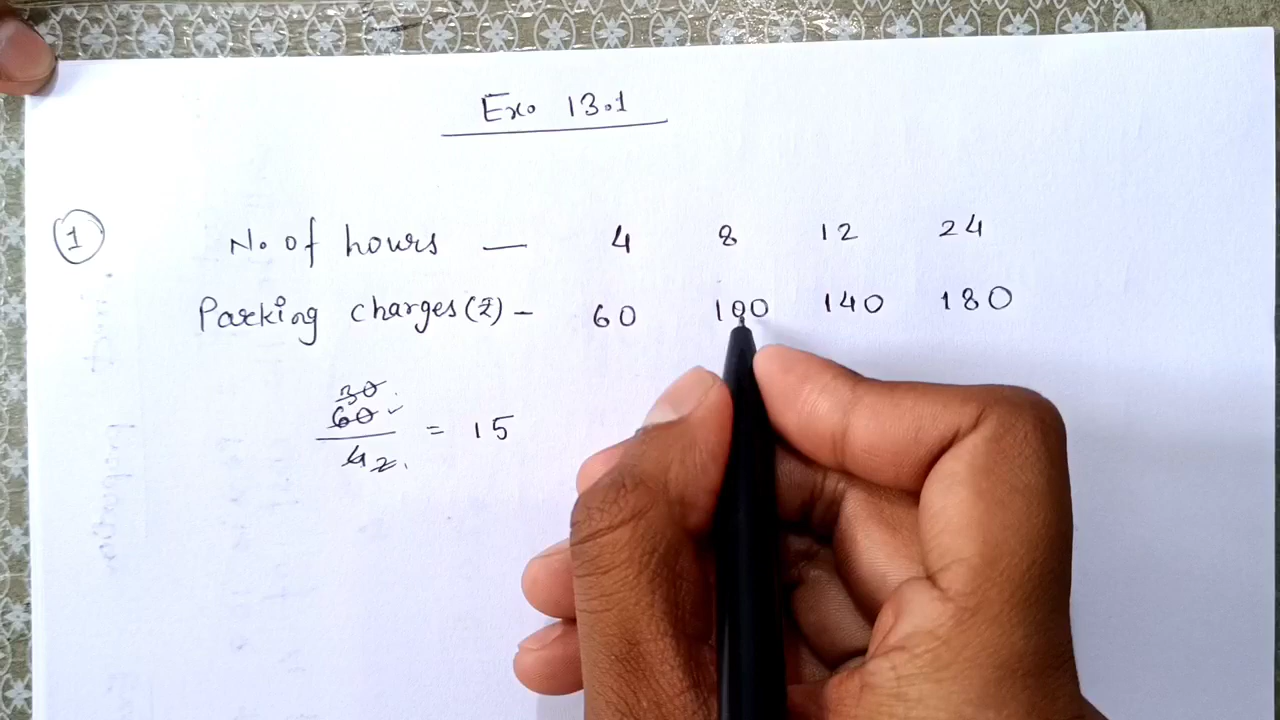 Ex. 13.1
1 No. of hours — 4 8 12 24
Parking charges (₹) - 60 100 140 180
30
60
— = 15
4 2